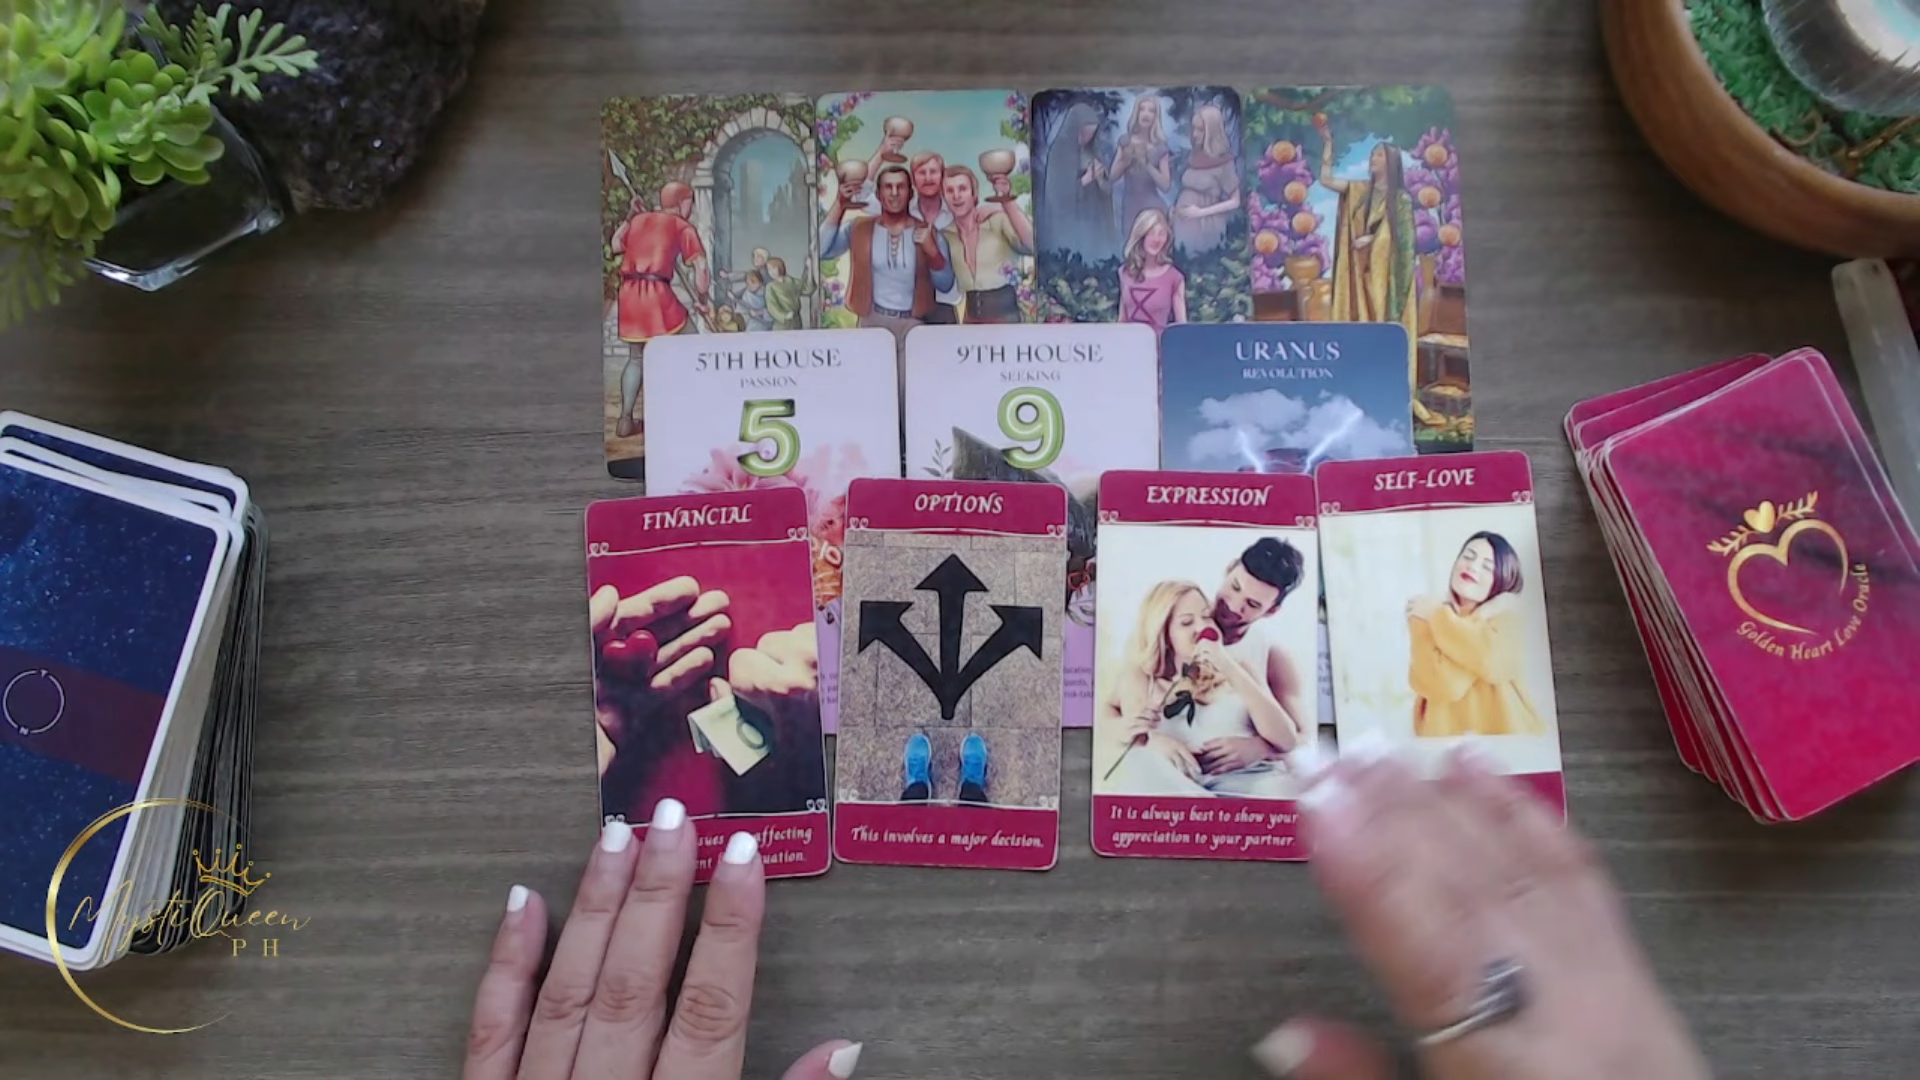 5TH HOUSE
PASSION
5
9TH HOUSE
SEEKING
9
URANUS
REVOLUTION
FINANCIAL
OPTIONS
EXPRESSION
SELF-LOVE
affecting
This involves a major decision.
It is always best to show your
appreciation to your partner.
Golden Heart Love Oracle
N
MystiQueen
PH